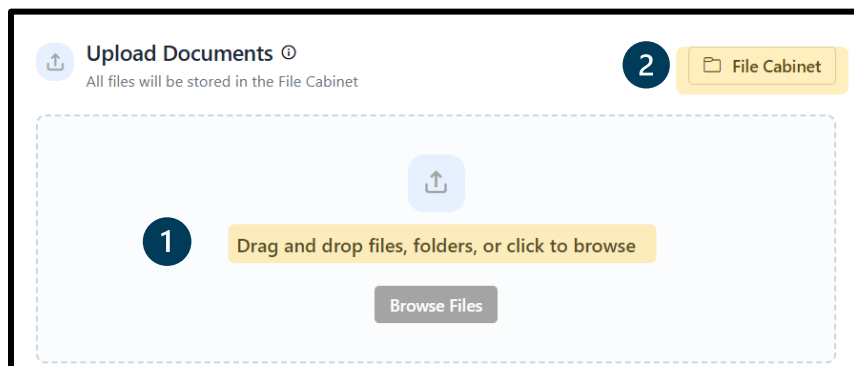 Upload Documents
All files will be stored in the File Cabinet
2
File Cabinet
1
Drag and drop files, folders, or click to browse
Browse Files